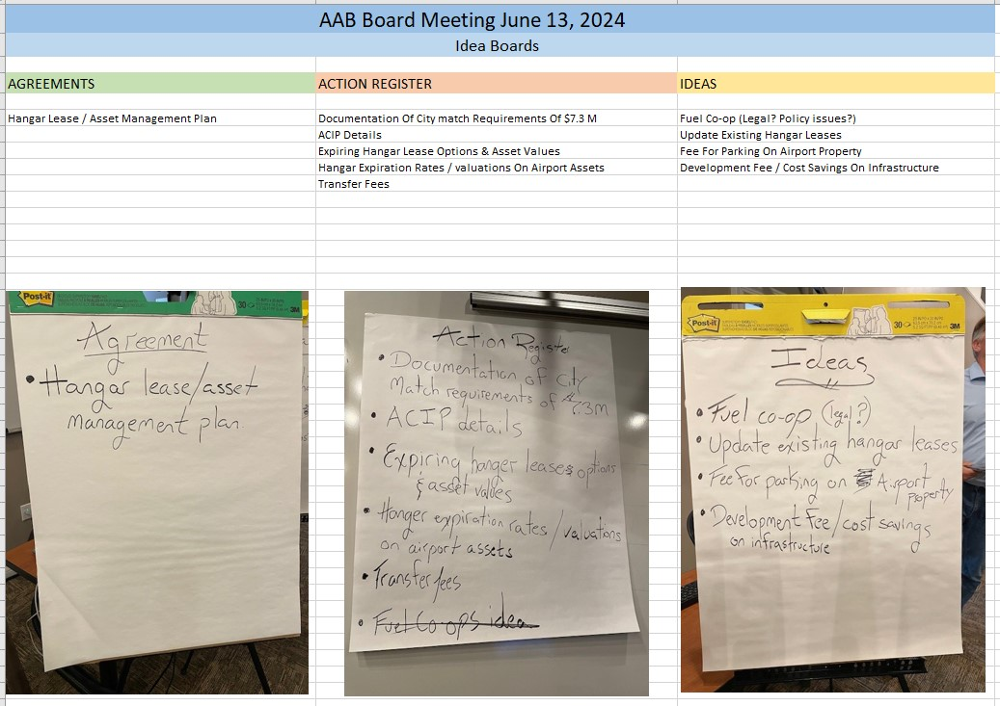 AAB Board Meeting June 13, 2024
Idea Boards
AGREEMENTS
ACTION REGISTER
IDEAS
Hangar Lease / Asset Management Plan
Documentation Of City match Requirements Of $7.3 M
Fuel Co-op (Legal? Policy issues?)
ACIP Details
Update Existing Hangar Leases
Expiring Hangar Lease Options & Asset Values
Fee For Parking On Airport Property
Hangar Expiration Rates / valuations On Airport Assets
Development Fee / Cost Savings On Infrastructure
Transfer Fees
Post-it
30
3M
Agreement
• Hangar lease/asset
management plan
Action Register
• Documentation of City
Match requirements of $7.3M
• ACIP details
• Expiring hanger leases options
& asset values
• Hanger expiration rates / valuations
on airport assets
• Transfer fees
• Fuel Co-ops idea
Post-it
30
3M
Ideas
• Fuel co-op (legal?)
• Update existing hangar leases
• Fee For parking on Airport
property
• Development Fee/cost savings
on infrastructure